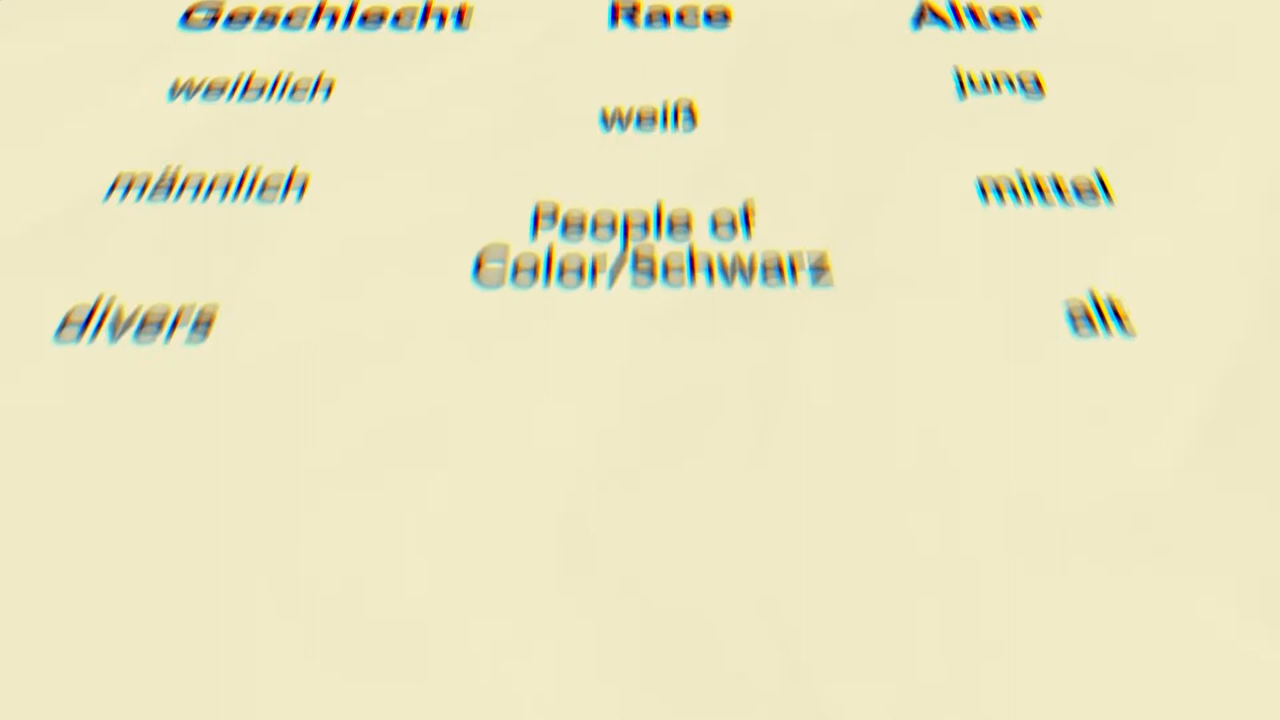 Geschlecht Race Alter
weiblich jung
weiß
männlich mittel
People of
Color/Schwarz
divers alt